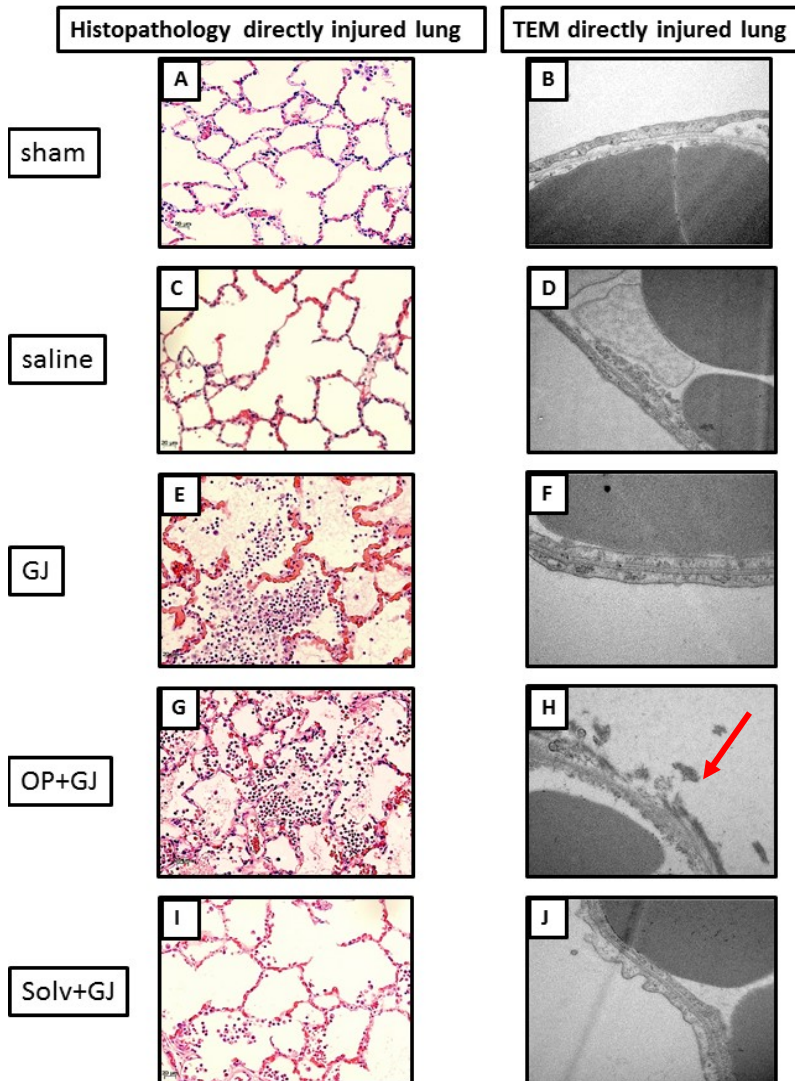 Histopathology directly injured lung
TEM directly injured lung
sham
A
B
saline
C
D
GJ
E
F
OP+GJ
G
H
Solv+GJ
I
J